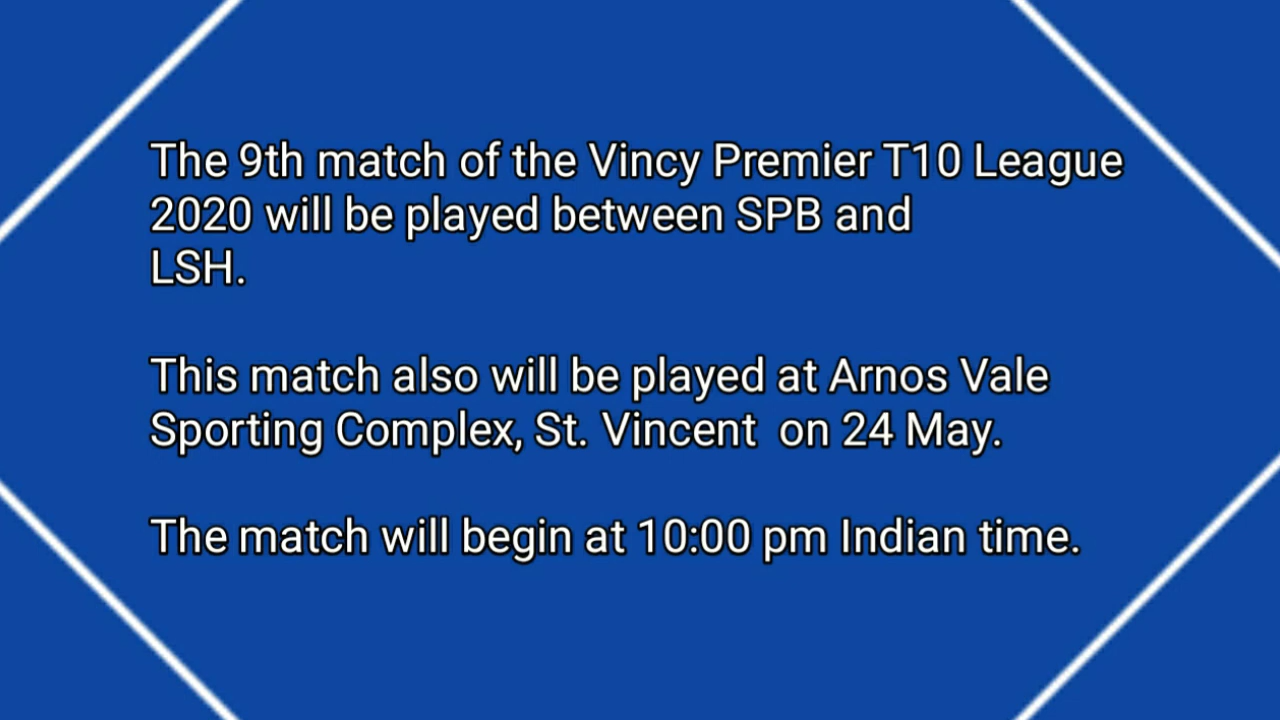 The 9th match of the Vincy Premier T10 League
2020 will be played between SPB and
LSH.
This match also will be played at Arnos Vale
Sporting Complex, St. Vincent  on 24 May.
The match will begin at 10:00 pm Indian time.